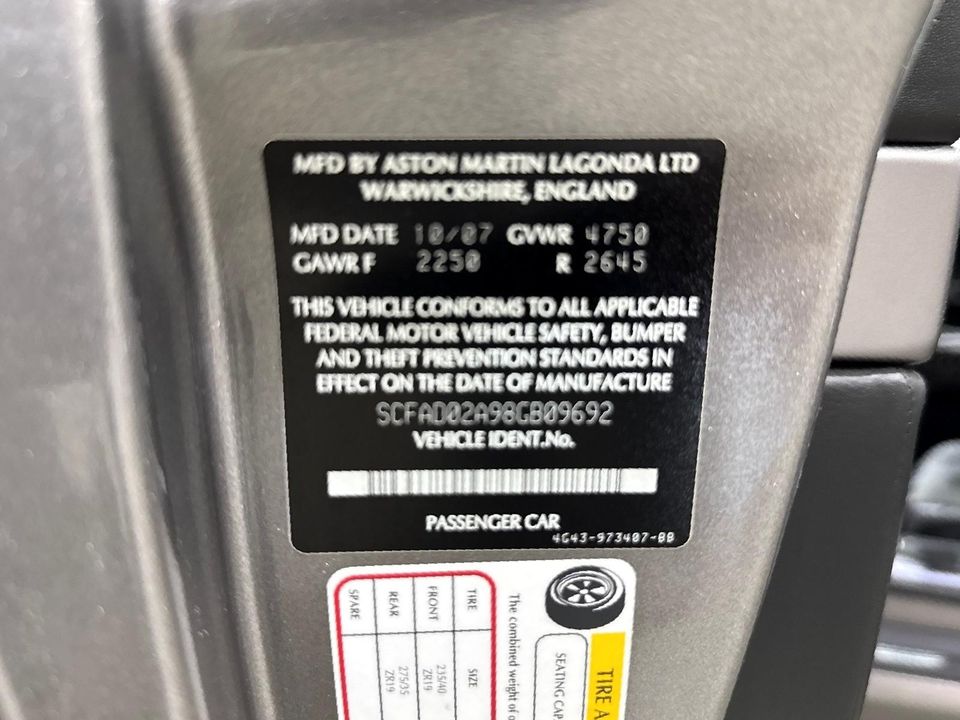 MFD BY ASTON MARTIN LAGONDA LTD
WARWICKSHIRE, ENGLAND
MFD DATE 10/07 GVWR 4750
GAWR F 2250 R 2645
THIS VEHICLE CONFORMS TO ALL APPLICABLE
FEDERAL MOTOR VEHICLE SAFETY, BUMPER
AND THEFT PREVENTION STANDARDS IN
EFFECT ON THE DATE OF MANUFACTURE
SCFAD02A98GB09692
VEHICLE IDENT.No.
PASSENGER CAR
4G43-973407-BB
TIRE A
SEATING CAP
The combined weight of o
TIRE SIZE
FRONT 235/40 ZR19
REAR 275/35 ZR19
SPARE